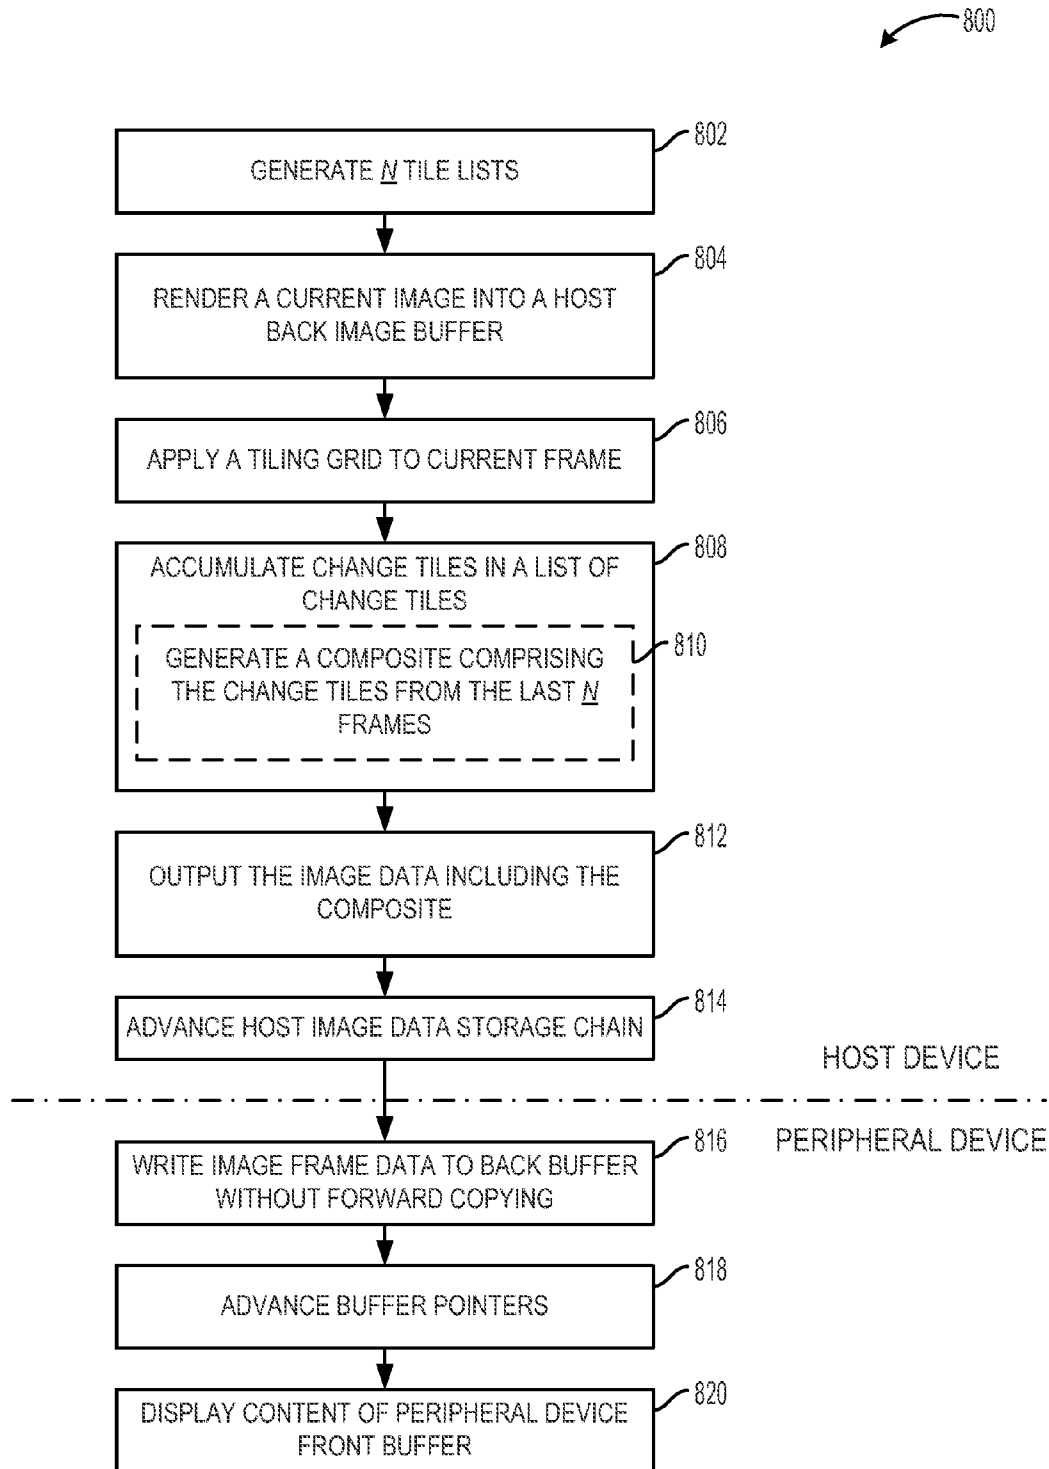 800
802
GENERATE N TILE LISTS
804
RENDER A CURRENT IMAGE INTO A HOST
BACK IMAGE BUFFER
806
APPLY A TILING GRID TO CURRENT FRAME
808
ACCUMULATE CHANGE TILES IN A LIST OF
CHANGE TILES
810
GENERATE A COMPOSITE COMPRISING
THE CHANGE TILES FROM THE LAST N
FRAMES
812
OUTPUT THE IMAGE DATA INCLUDING THE
COMPOSITE
814
ADVANCE HOST IMAGE DATA STORAGE CHAIN
HOST DEVICE
PERIPHERAL DEVICE
816
WRITE IMAGE FRAME DATA TO BACK BUFFER
WITHOUT FORWARD COPYING
818
ADVANCE BUFFER POINTERS
820
DISPLAY CONTENT OF PERIPHERAL DEVICE
FRONT BUFFER